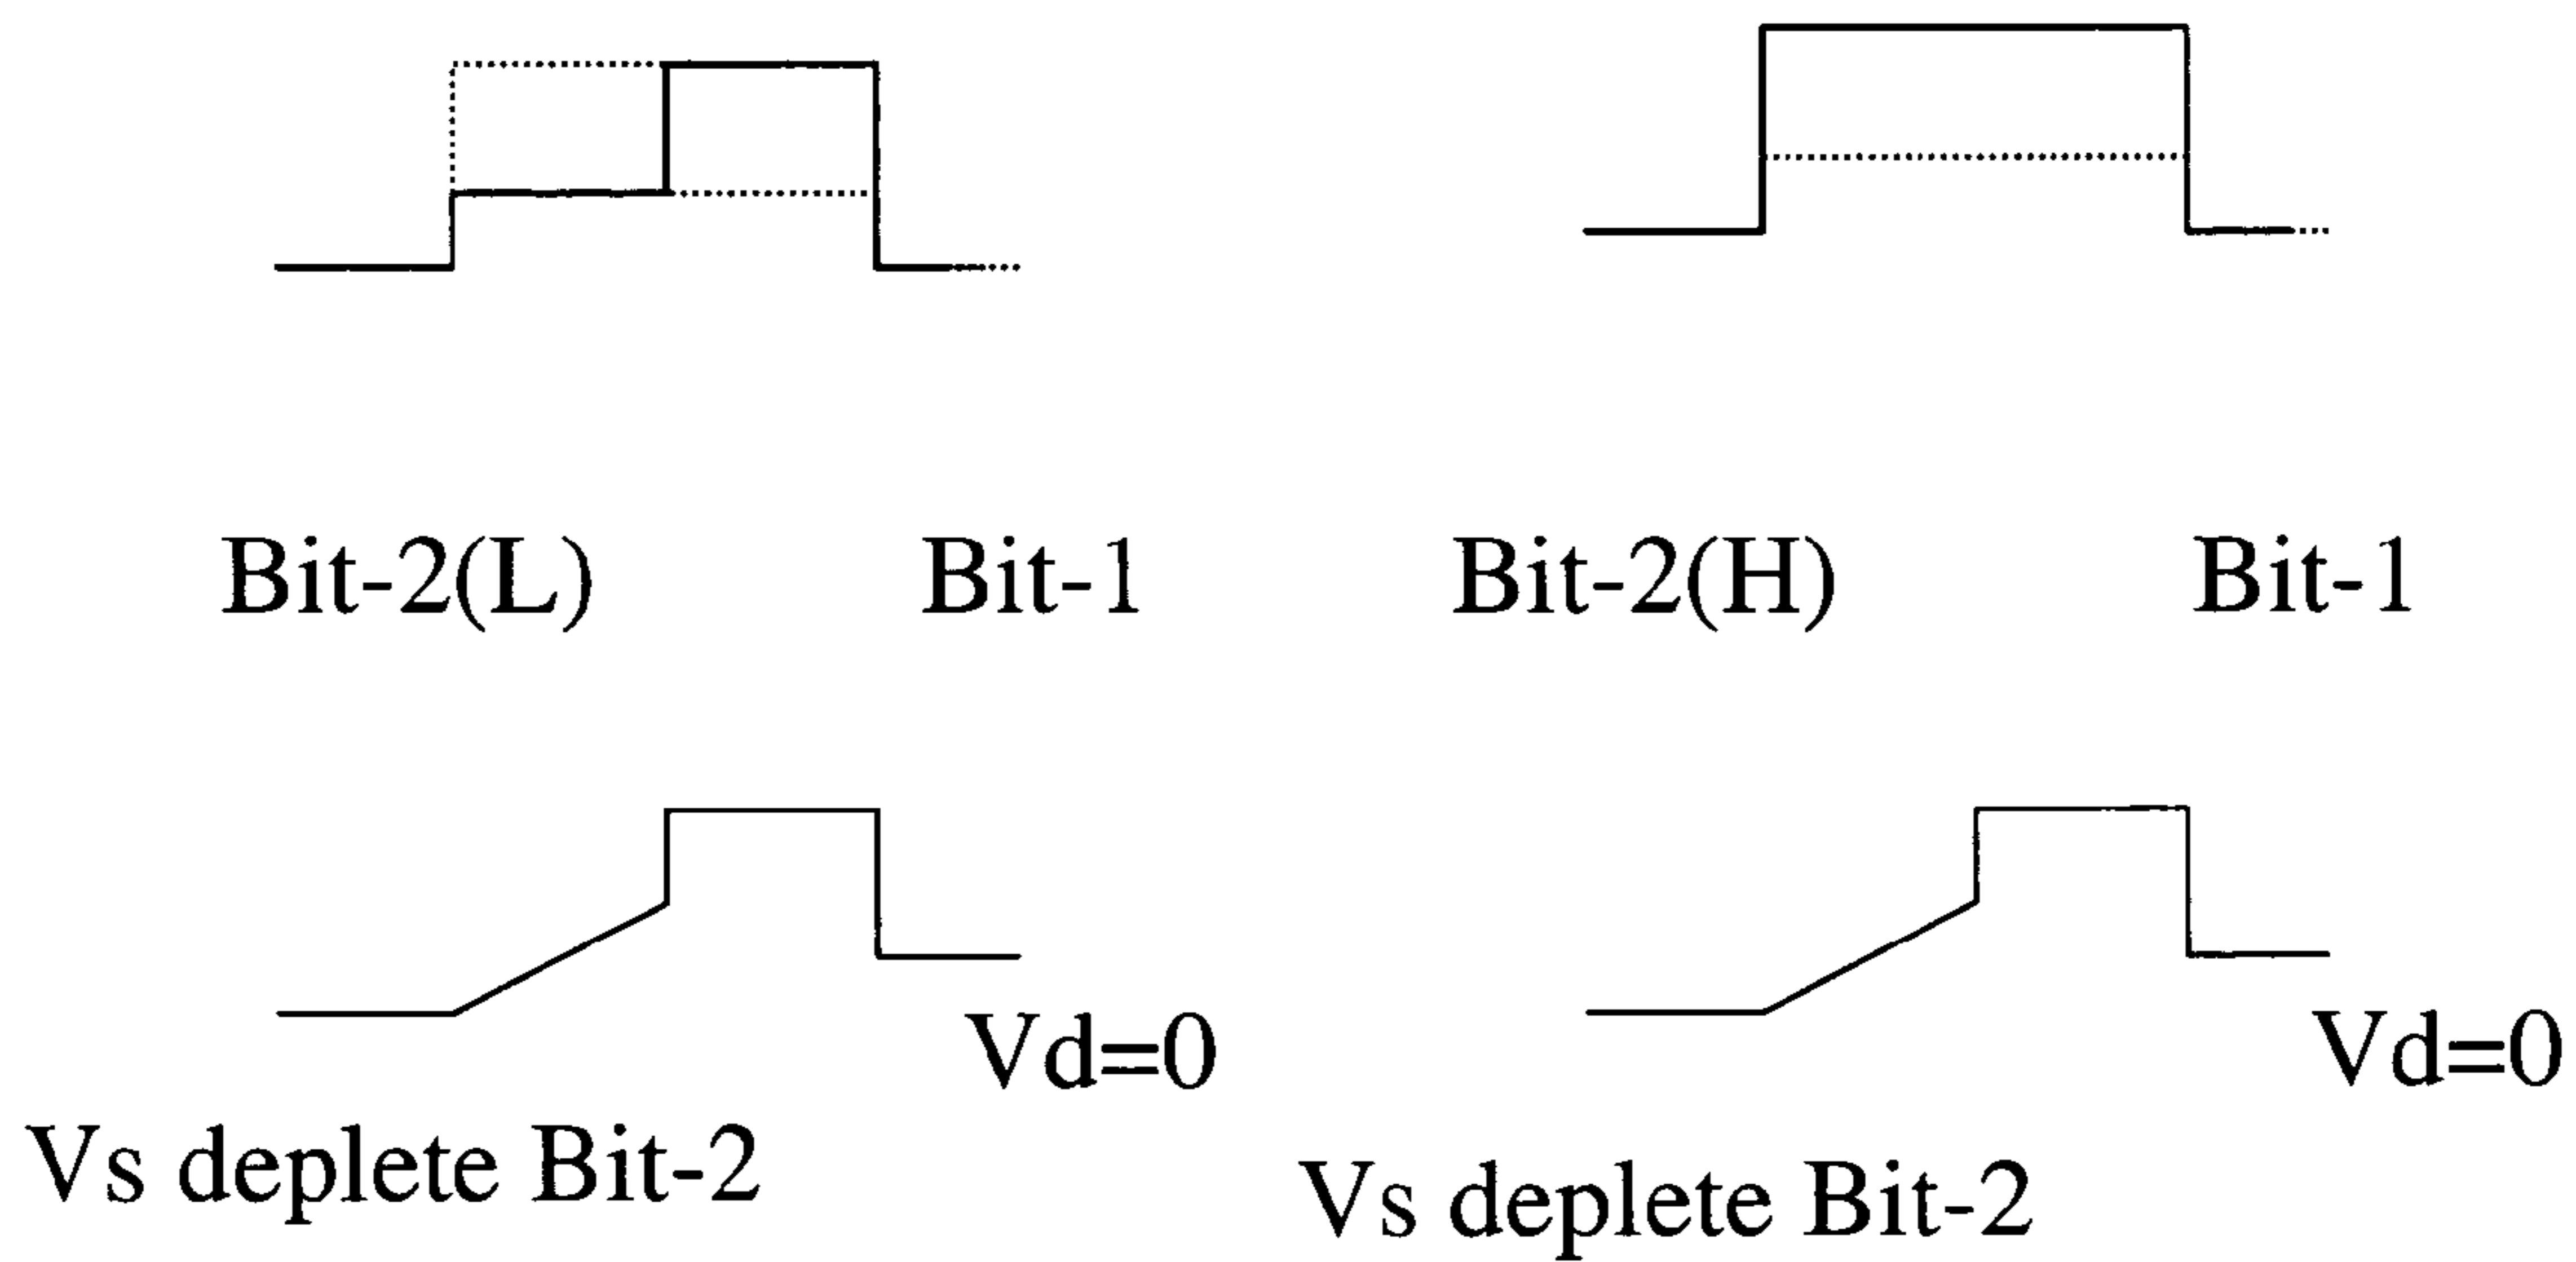 Bit-2(L) Bit-1 Bit-2(H) Bit-1
Vd=0 Vd=0
Vs deplete Bit-2 Vs deplete Bit-2